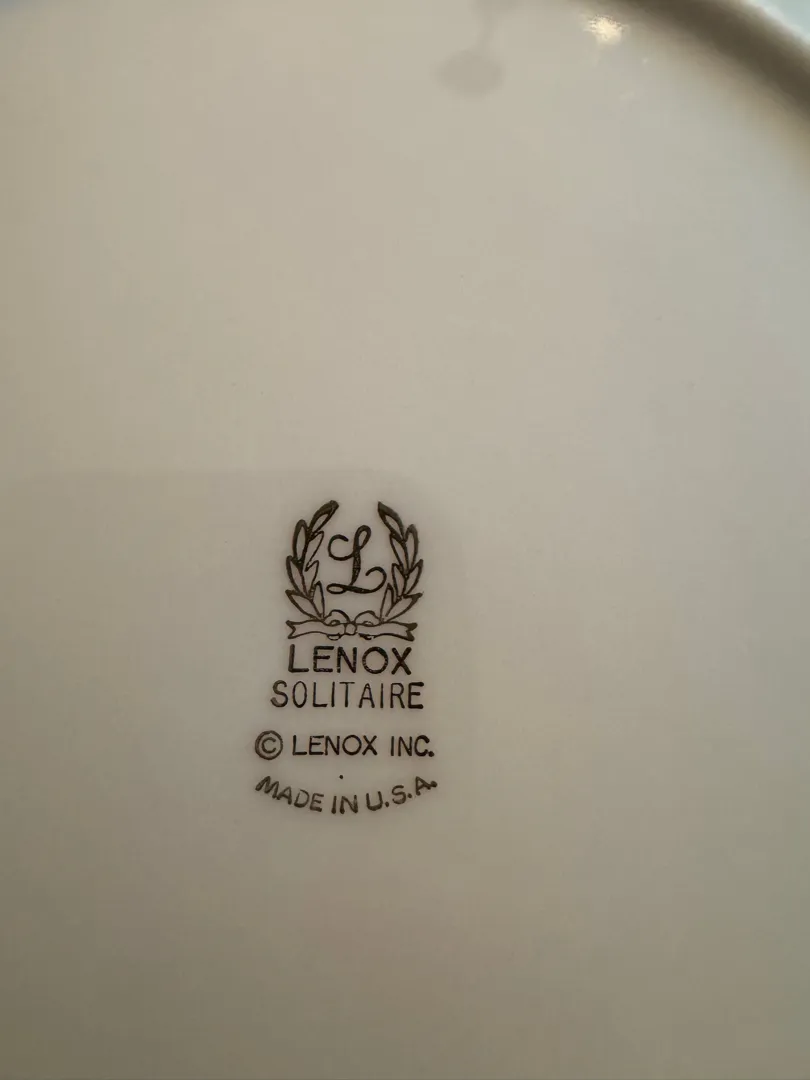 L
LENOX
SOLITAIRE
© LENOX INC.
MADE IN U.S.A.